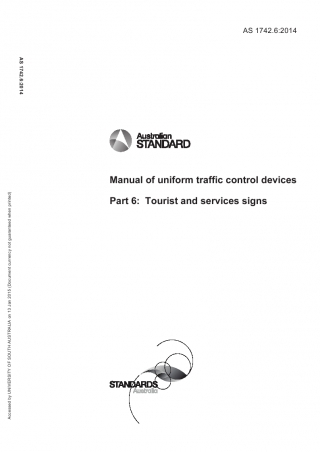 AS 1742.6:2014
AS 1742.6:2014
Australian
STANDARD
Manual of uniform traffic control devices
Part 6: Tourist and services signs
Accessed by UNIVERSITY OF SOUTH AUSTRALIA on 13 Jan 2015 (Document currency not guaranteed when printed)
STANDARDS
Australia